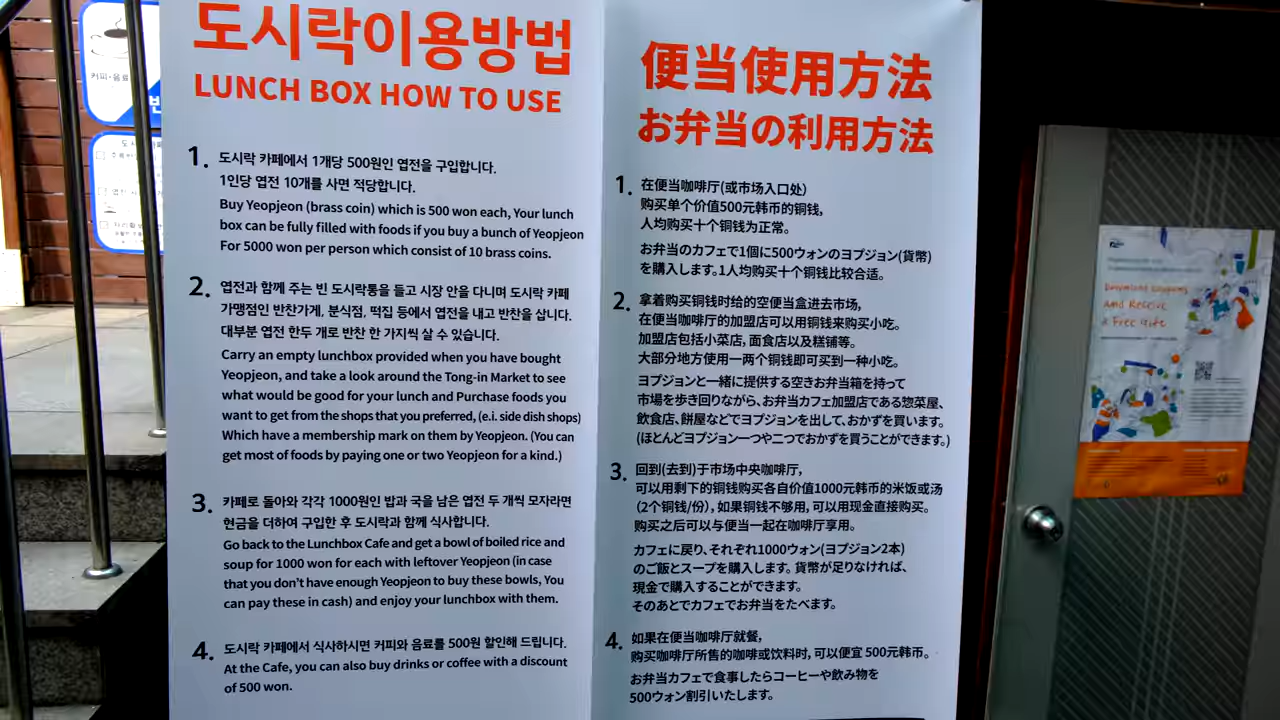 도시락이용방법
LUNCH BOX HOW TO USE
1. 도시락 카페에서 1개당 500원인 엽전을 구입합니다.
1인당 엽전 10개를 사면 적당합니다.
Buy Yeopjeon (brass coin) which is 500 won each, Your lunch
box can be fully filled with foods if you buy a bunch of Yeopjeon
For 5000 won per person which consist of 10 brass coins.
2. 엽전과 함께 주는 빈 도시락통을 들고 시장 안을 다니며 도시락 카페
가맹점인 반찬가게, 분식점, 떡집 등에서 엽전을 내고 반찬을 삽니다.
대부분 엽전 한두 개로 반찬 한 가지씩 살 수 있습니다.
Carry an empty lunchbox provided when you have bought
Yeopjeon, and take a look around the Tong-in Market to see
what would be good for your lunch and Purchase foods you
want to get from the shops that you preferred, (e.i. side dish shops)
Which have a membership mark on them by Yeopjeon. (You can
get most of foods by paying one or two Yeopjeon for a kind.)
3. 카페로 돌아와 각각 1000원인 밥과 국을 남은 엽전 두 개씩 모자라면
현금을 더하여 구입한 후 도시락과 함께 식사합니다.
Go back to the Lunchbox Cafe and get a bowl of boiled rice and
soup for 1000 won for each with leftover Yeopjeon (in case
that you don't have enough Yeopjeon to buy these bowls, You
can pay these in cash) and enjoy your lunchbox with them.
4. 도시락 카페에서 식사하시면 커피와 음료를 500원 할인해 드립니다.
At the Cafe, you can also buy drinks or coffee with a discount
of 500 won.
便当使用方法
お弁当の利用方法
1. 在便当咖啡厅(或市场入口处)
购买单个价值500元韩币的铜钱,
人均购买十个铜钱为正常。
お弁当のカフェで1個に500ウォンのヨプジョン(貨幣)
を購入します。1人均购买十个铜钱比较合适。
2. 拿着购买铜钱时给的空便当盒进去市场,
在便当咖啡厅的加盟店可以用铜钱来购买小吃。
加盟店包括小菜店, 面食店以及糕铺等。
大部分地方使用一两个铜钱即可买到一种小吃。
ヨプジョンと一緒に提供する空きお弁当箱を持って
市場を歩き回りながら、お弁当カフェ加盟店である惣菜屋、
飲食店、餅屋などでヨプジョンを出して、おかずを買います。
(ほとんどヨプジョン一つや二つでおかずを買うことができます。)
3. 回到(去到)于市场中央咖啡厅,
可以用剩下的铜钱购买各自价值1000元韩币的米饭或汤
(2个铜钱/份), 如果铜钱不够用, 可以用现金直接购买。
购买之后可以与便当一起在咖啡厅享用。
カフェに戻り、それぞれ1000ウォン(ヨプジョン2本)
のご飯とスープを購入します。貨幣が足りなければ、
現金で購入することができます。
そのあとでカフェでお弁当をたべます。
4. 如果在便当咖啡厅就餐,
购买咖啡厅所售的咖啡或饮料时, 可以便宜 500元韩币。
お弁当カフェで食事したらコーヒーや飲み物を
500ウォン割引いたします。
커피·음료
Download coupons
and Receive
a Free Gift